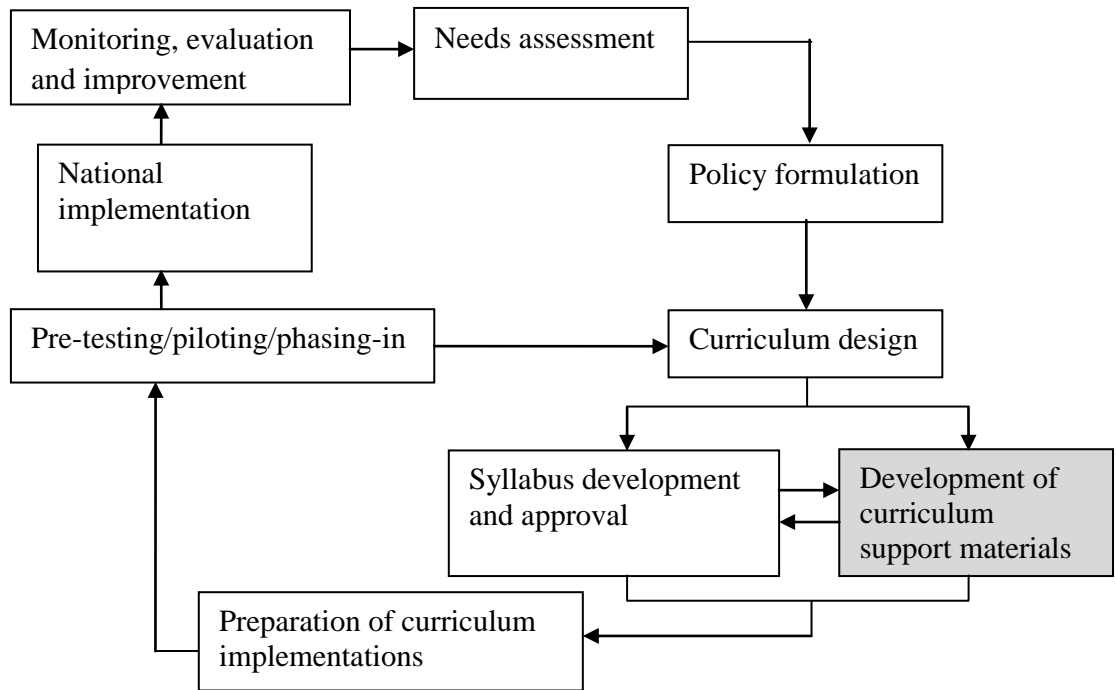 Monitoring, evaluation
and improvement
Needs assessment
National
implementation
Policy formulation
Pre-testing/piloting/phasing-in
Curriculum design
Syllabus development
and approval
Development of
curriculum
support materials
Preparation of curriculum
implementations